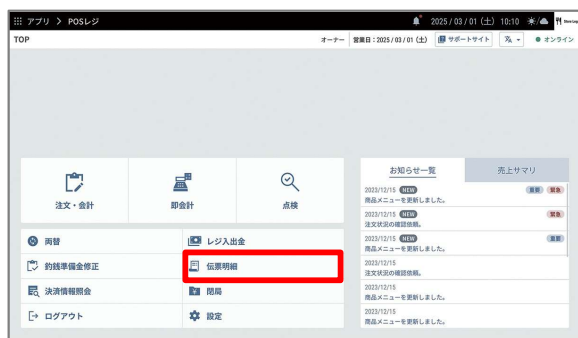 アプリ > POSレジ
2025 / 03 / 01 (土) 10:10
TOP
オーナー 営業日：2025 / 03 / 01 (土) サポートサイト オンライン
注文・会計 即会計 点検
両替 レジ入出金
釣銭準備金修正 伝票明細
決済情報照会 閉局
ログアウト 設定
お知らせ一覧 売上サマリ
2023/12/15 NEW 重要 緊急
商品メニューを更新しました。
2023/12/15 NEW 緊急
注文状況の確認依頼。
2023/12/15 NEW 重要
商品メニューを更新しました。
2023/12/15
注文状況の確認依頼。
2023/12/15
商品メニューを更新しました。
2023/12/15
商品メニューを更新しました。